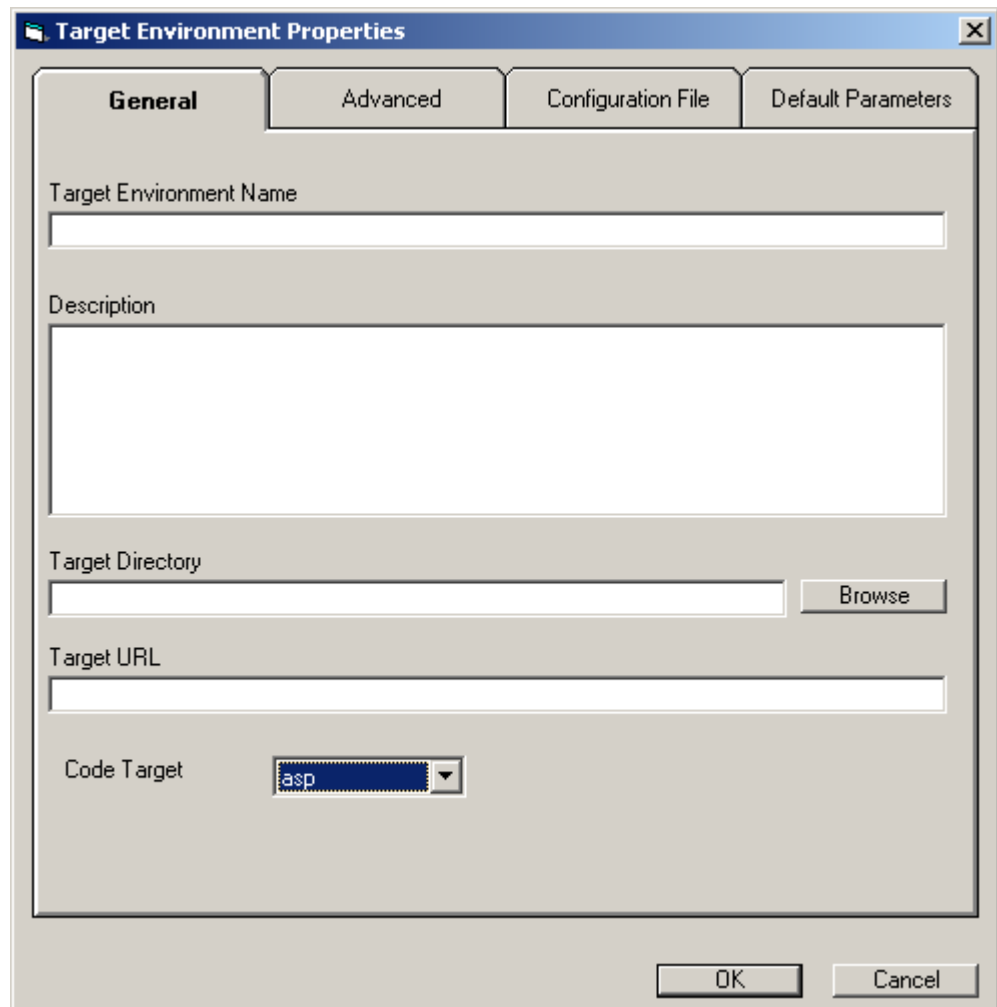 Target Environment Properties
General Advanced Configuration File Default Parameters
Target Environment Name
Description
Target Directory
Browse
Target URL
Code Target asp
OK Cancel